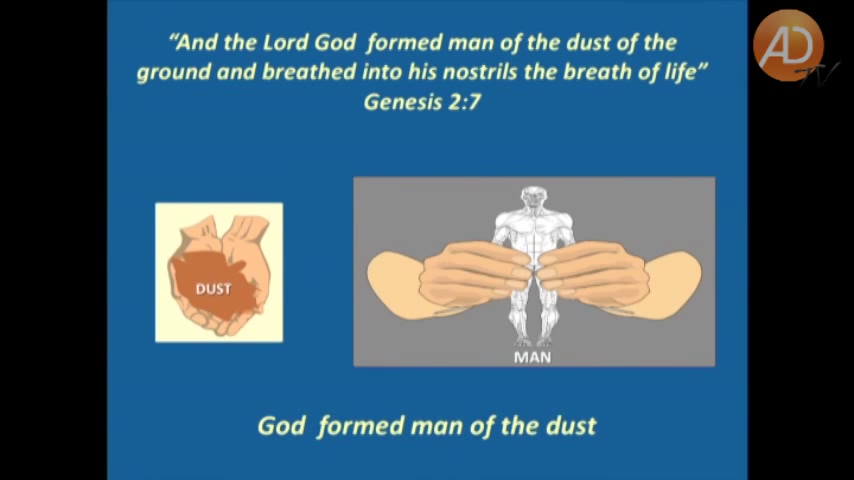 “And the Lord God formed man of the dust of the
ground and breathed into his nostrils the breath of life”
Genesis 2:7
AD
TV
DUST
MAN
God formed man of the dust